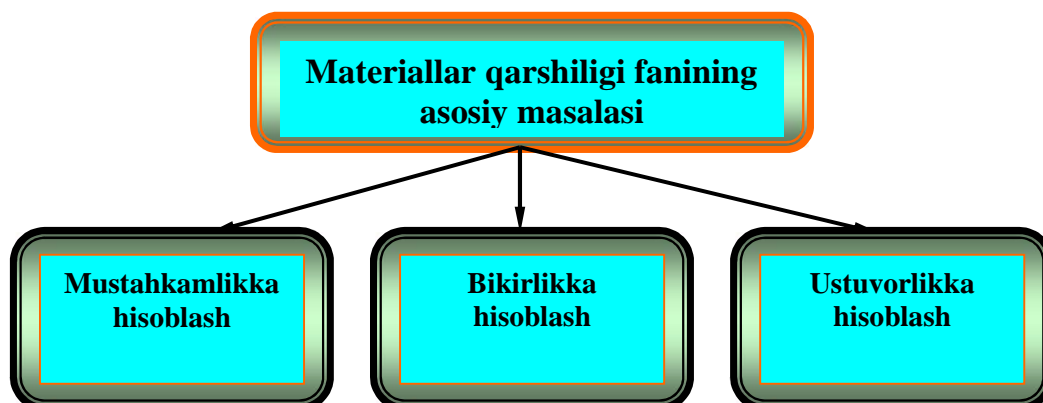 Materiallar qarshiligi fanining
asosiy masalasi
Mustahkamlikka
hisoblash
Bikirlikka
hisoblash
Ustuvorlikka
hisoblash